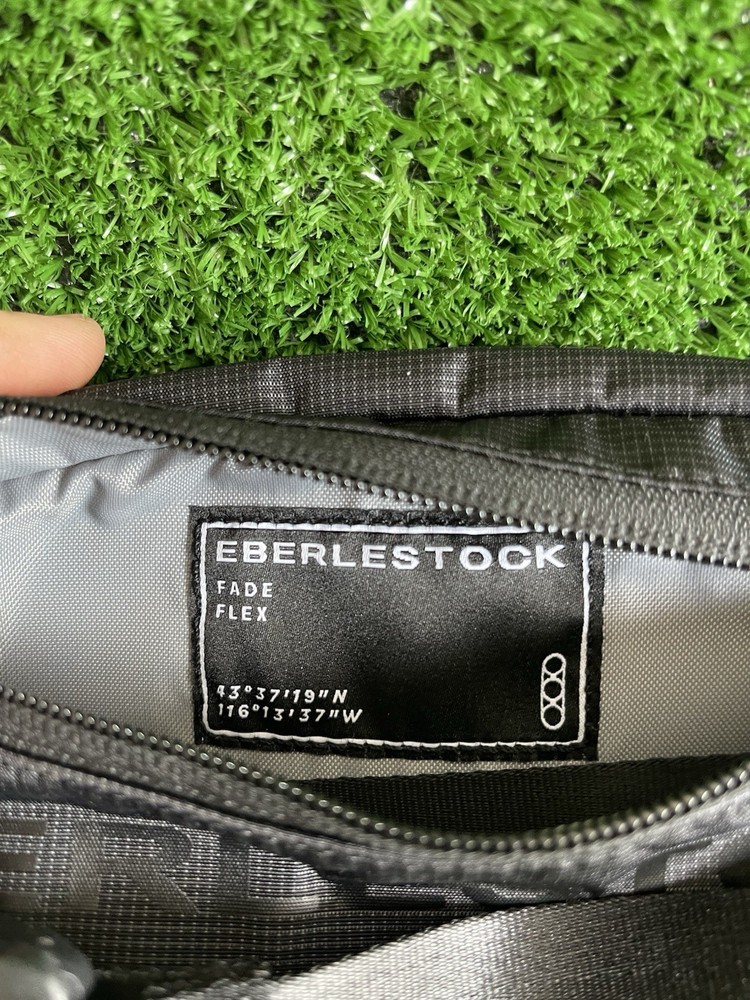 EBERLESTOCK
FADE
FLEX
43°37'19"N
116°13'37"W